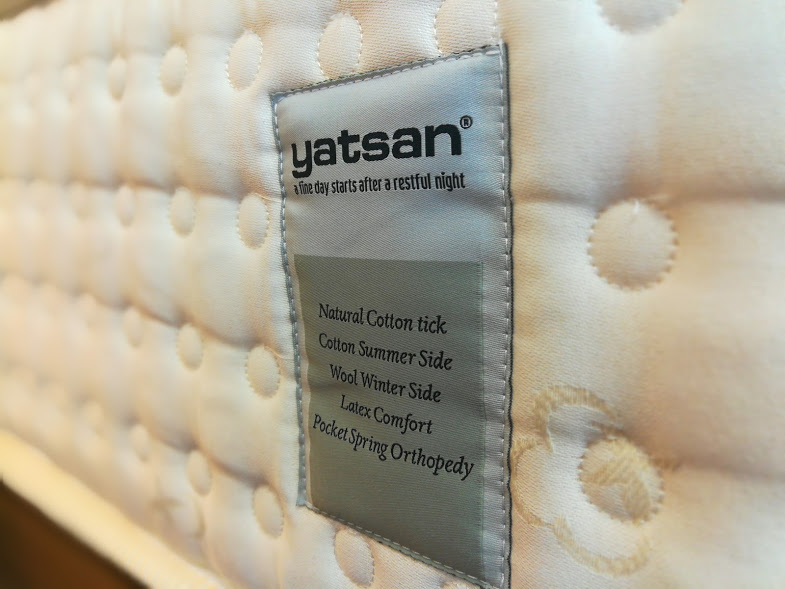 yatsan®
a fine day starts after a restful night
Natural Cotton tick
Cotton Summer Side
Wool Winter Side
Latex Comfort
Pocket Spring Orthopedy